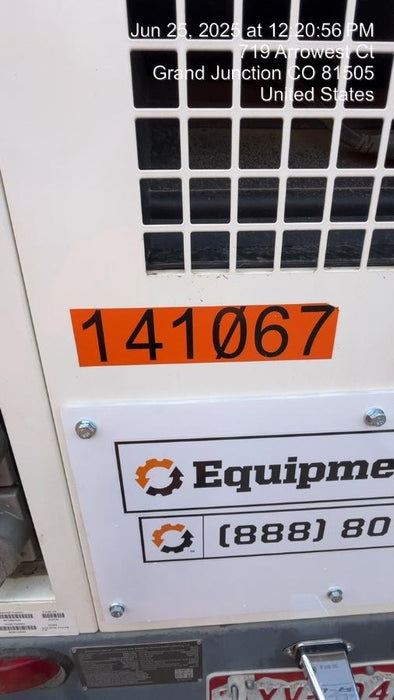 Jun 25, 2025 at 12:20:56 PM
719 Arrowest Ct
Grand Junction CO 81505
United States
141067
Equipme
(888) 80